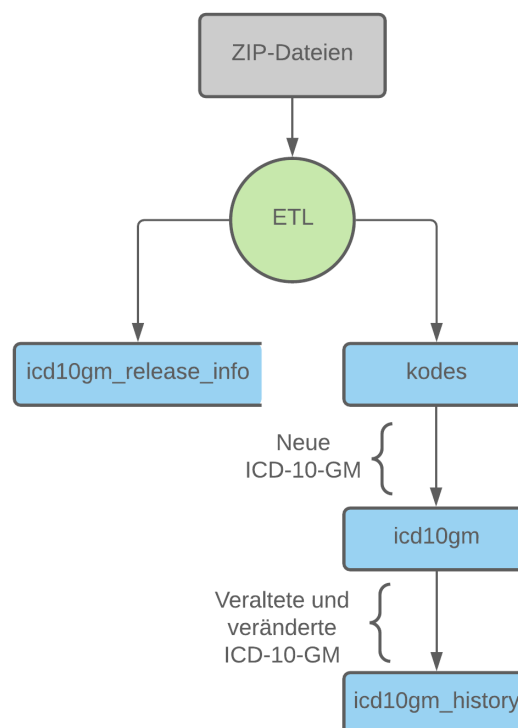 ZIP-Dateien
ETL
icd10gm_release_info
kodes
Neue
ICD-10-GM
icd10gm
Veraltete und
veränderte
ICD-10-GM
icd10gm_history